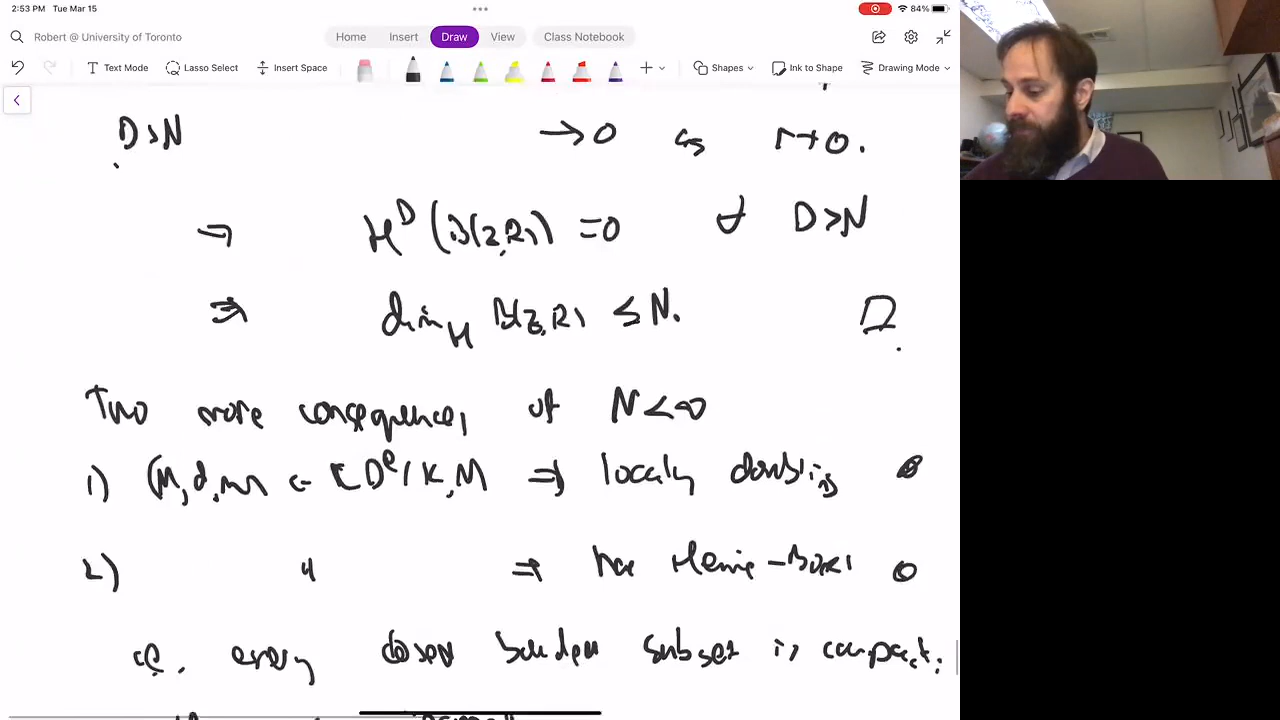 2:53 PM Tue Mar 15
84%
Robert @ University of Toronto
Home Insert Draw View Class Notebook
Text Mode Lasso Select Insert Space Shapes Ink to Shape Drawing Mode
D>N → 0 as r→0.
⇒ H^D (B(z,R)) = 0 ∀ D>N
⇒ dim_H B(z,R) ≤ N. □
Two more consequences of N<∞
1) (M,d,m) ∈ CD^e(K,N) ⇒ locally doubling
2) " ⇒ has Heine-Borel
ie. every closed bounded subset is compact.